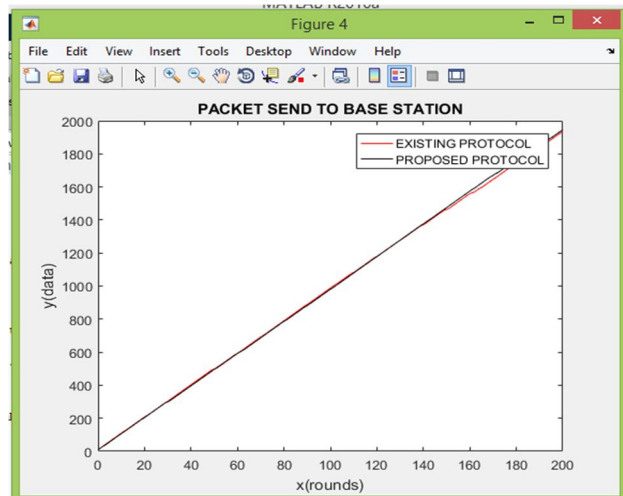 Figure 4
File Edit View Insert Tools Desktop Window Help
PACKET SEND TO BASE STATION
EXISTING PROTOCOL
PROPOSED PROTOCOL
2000
1800
1600
1400
1200
1000
800
600
400
200
0
y(data)
0 20 40 60 80 100 120 140 160 180 200
x(rounds)